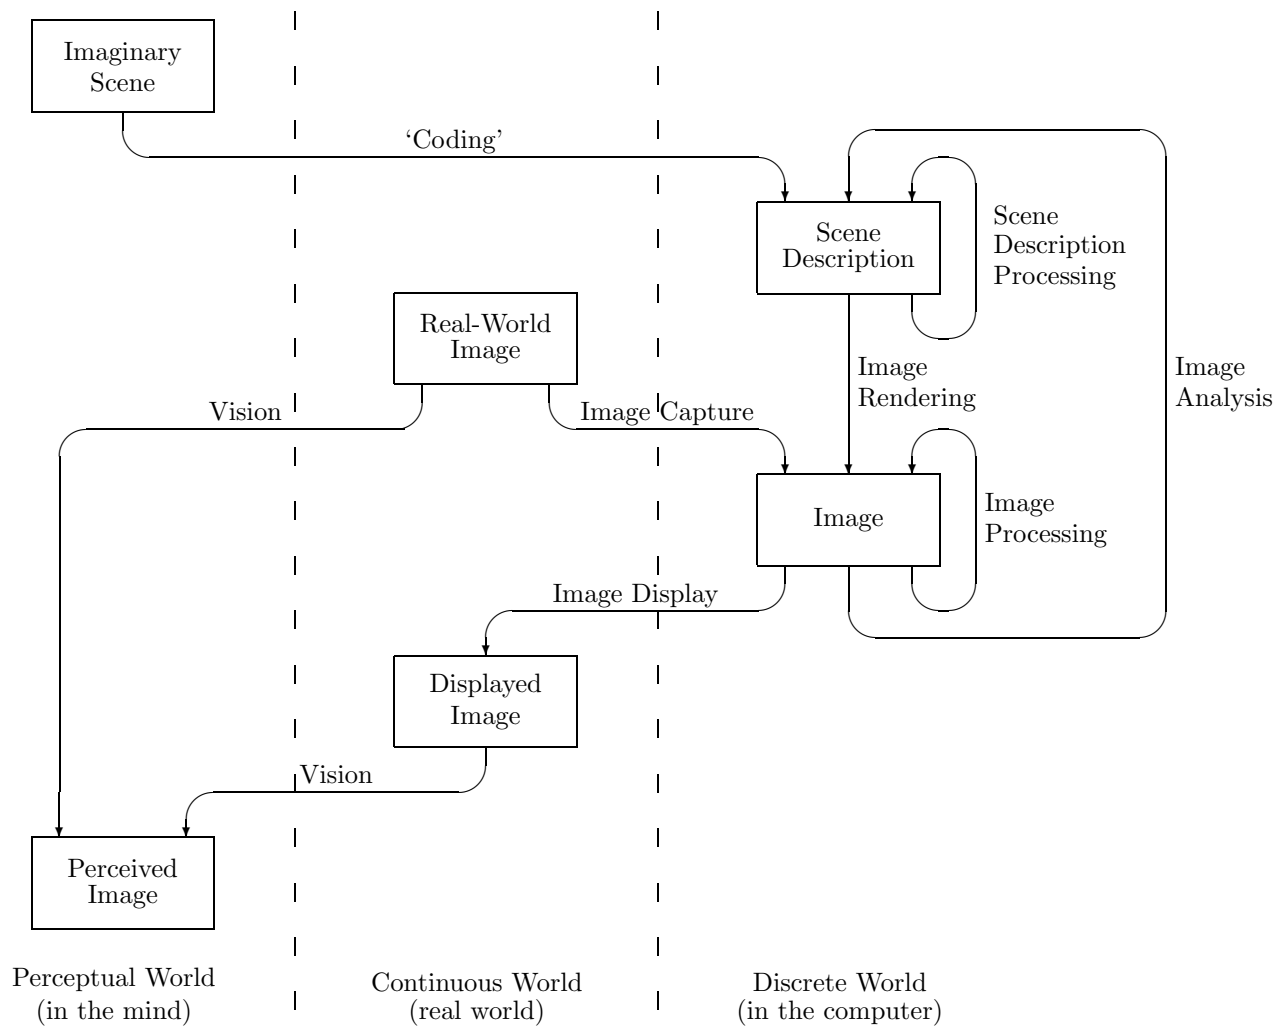 Imaginary
Scene
‘Coding’
Scene
Description
Scene
Description
Processing
Real-World
Image
Vision
Image Capture
Image
Rendering
Image
Analysis
Image
Image
Processing
Image Display
Displayed
Image
Vision
Perceived
Image
Perceptual World
(in the mind)
Continuous World
(real world)
Discrete World
(in the computer)